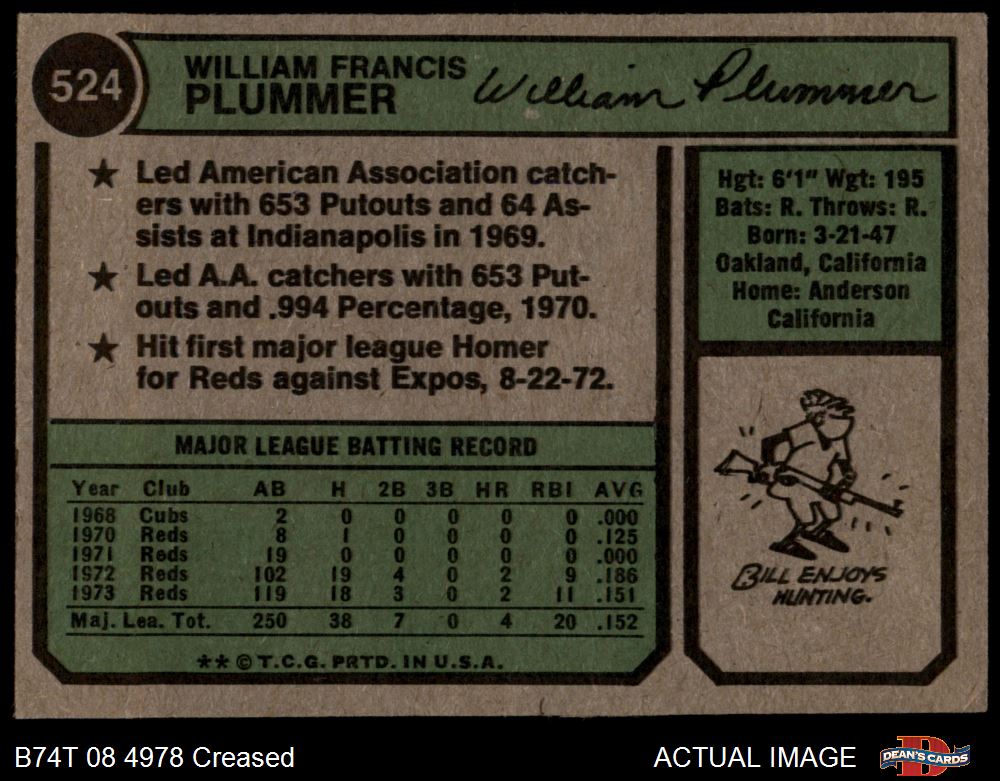 524
WILLIAM FRANCIS
PLUMMER
William Plummer
★ Led American Association catch-
ers with 653 Putouts and 64 As-
sists at Indianapolis in 1969.
★ Led A.A. catchers with 653 Put-
outs and .994 Percentage, 1970.
★ Hit first major league Homer
for Reds against Expos, 8-22-72.
Hgt: 6'1" Wgt: 195
Bats: R. Throws: R.
Born: 3-21-47
Oakland, California
Home: Anderson
California
MAJOR LEAGUE BATTING RECORD
Year Club AB H 2B 3B HR RBI AVG
1968 Cubs 2 0 0 0 0 0 .000
1970 Reds 8 1 0 0 0 0 .125
1971 Reds 19 0 0 0 0 0 .000
1972 Reds 102 19 4 0 2 9 .186
1973 Reds 119 18 3 0 2 11 .151
Maj. Lea. Tot. 250 38 7 0 4 20 .152
** © T.C.G. PRTD. IN U.S.A.
BILL ENJOYS
HUNTING.
B74T 08 4978 Creased
ACTUAL IMAGE
DEAN'S CARDS